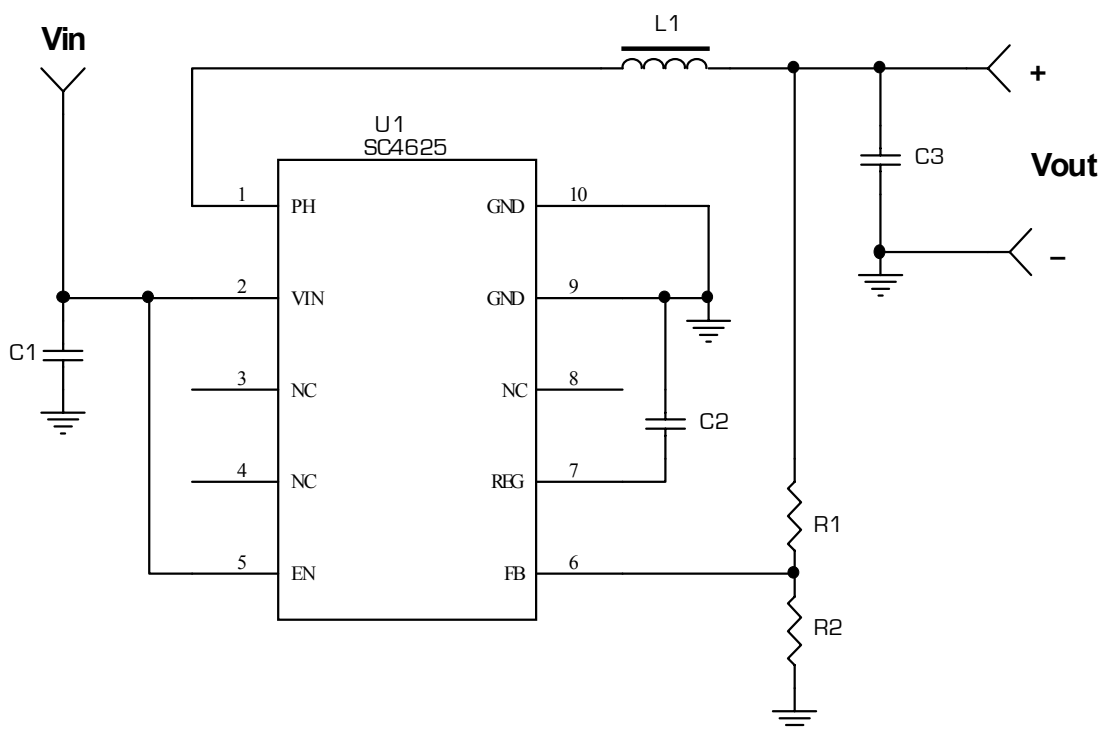 L1
Vin
+
U1
SC4625
C3
Vout
1 PH GND 10
2 VIN GND 9
−
C1
3 NC NC 8
C2
4 NC REG 7
R1
5 EN FB 6
R2